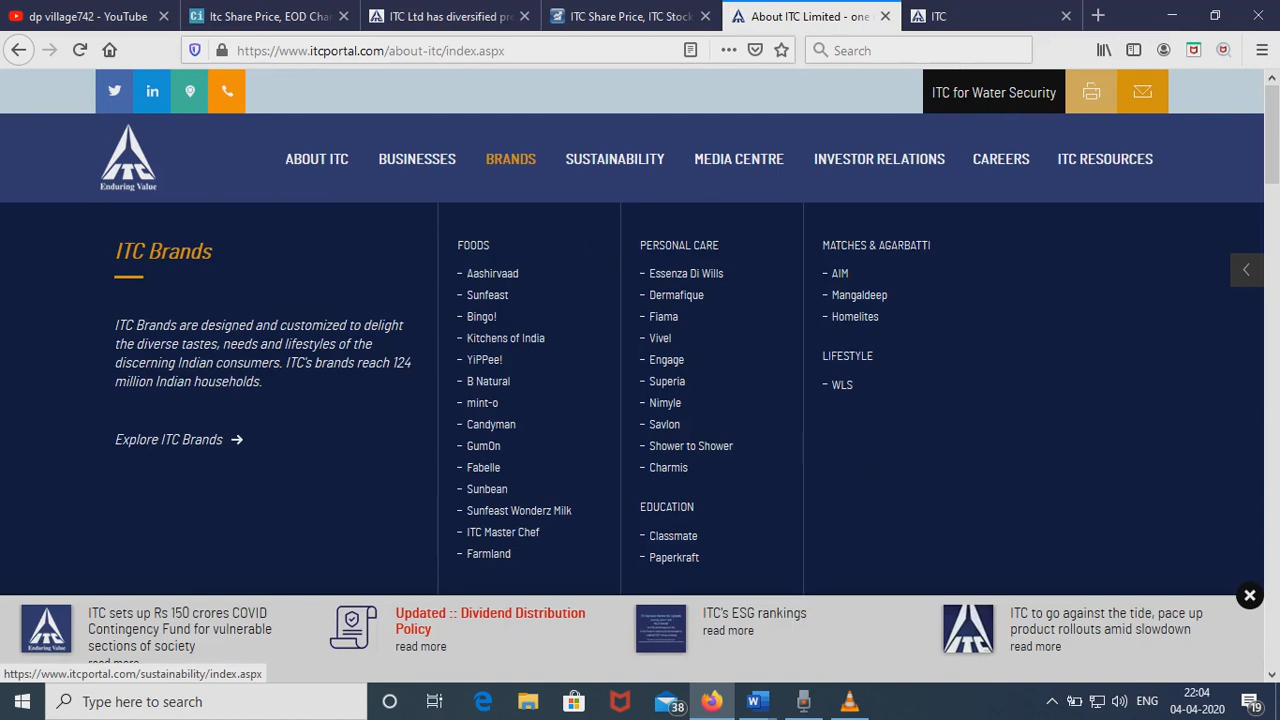 dp village742 - YouTube
Itc Share Price, EOD Char
ITC Ltd has diversified pre
ITC Share Price, ITC Stock
About ITC Limited - one
ITC
https://www.itcportal.com/about-itc/index.aspx
Search
ITC for Water Security
ITC
Enduring Value
ABOUT ITC
BUSINESSES
BRANDS
SUSTAINABILITY
MEDIA CENTRE
INVESTOR RELATIONS
CAREERS
ITC RESOURCES
ITC Brands
ITC Brands are designed and customized to delight
the diverse tastes, needs and lifestyles of the
discerning Indian consumers. ITC's brands reach 124
million Indian households.
Explore ITC Brands
FOODS
- Aashirvaad
- Sunfeast
- Bingo!
- Kitchens of India
- YiPPee!
- B Natural
- mint-o
- Candyman
- GumOn
- Fabelle
- Sunbean
- Sunfeast Wonderz Milk
- ITC Master Chef
- Farmland
PERSONAL CARE
- Essenza Di Wills
- Dermafique
- Fiama
- Vivel
- Engage
- Superia
- Nimyle
- Savlon
- Shower to Shower
- Charmis
EDUCATION
- Classmate
- Paperkraft
MATCHES & AGARBATTI
- AIM
- Mangaldeep
- Homelites
LIFESTYLE
- WLS
ITC sets up Rs 150 crores COVID
Contingency Fund for vulnerable
sections of society
read more
Updated :: Dividend Distribution
Policy
read more
ITC's ESG rankings
read more
ITC to go against the tide, pace up
product rollouts amid slowdown
read more
https://www.itcportal.com/sustainability/index.aspx
Type here to search
38
ENG
22:04
04-04-2020
19